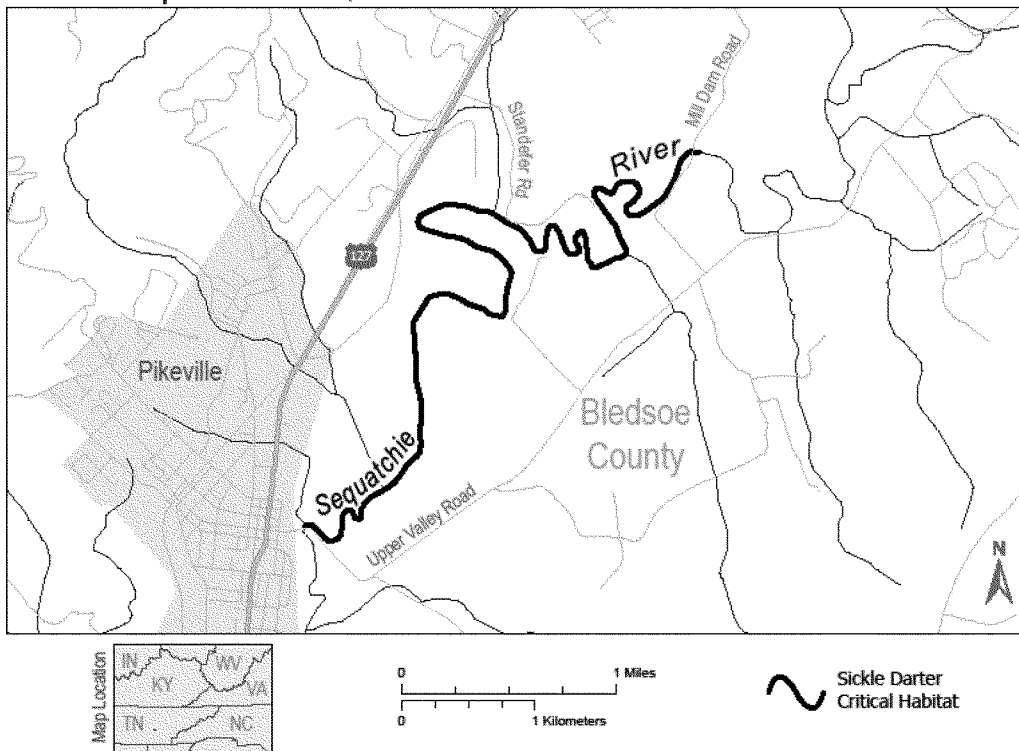 Mill Dam Road
Standefer Rd
River
127
Pikeville
Bledsoe
County
Sequatchie
Upper Valley Road
N
Map Location
IN
WV
KY
VA
TN
NC
0
1 Miles
0
1 Kilometers
Sickle Darter
Critical Habitat